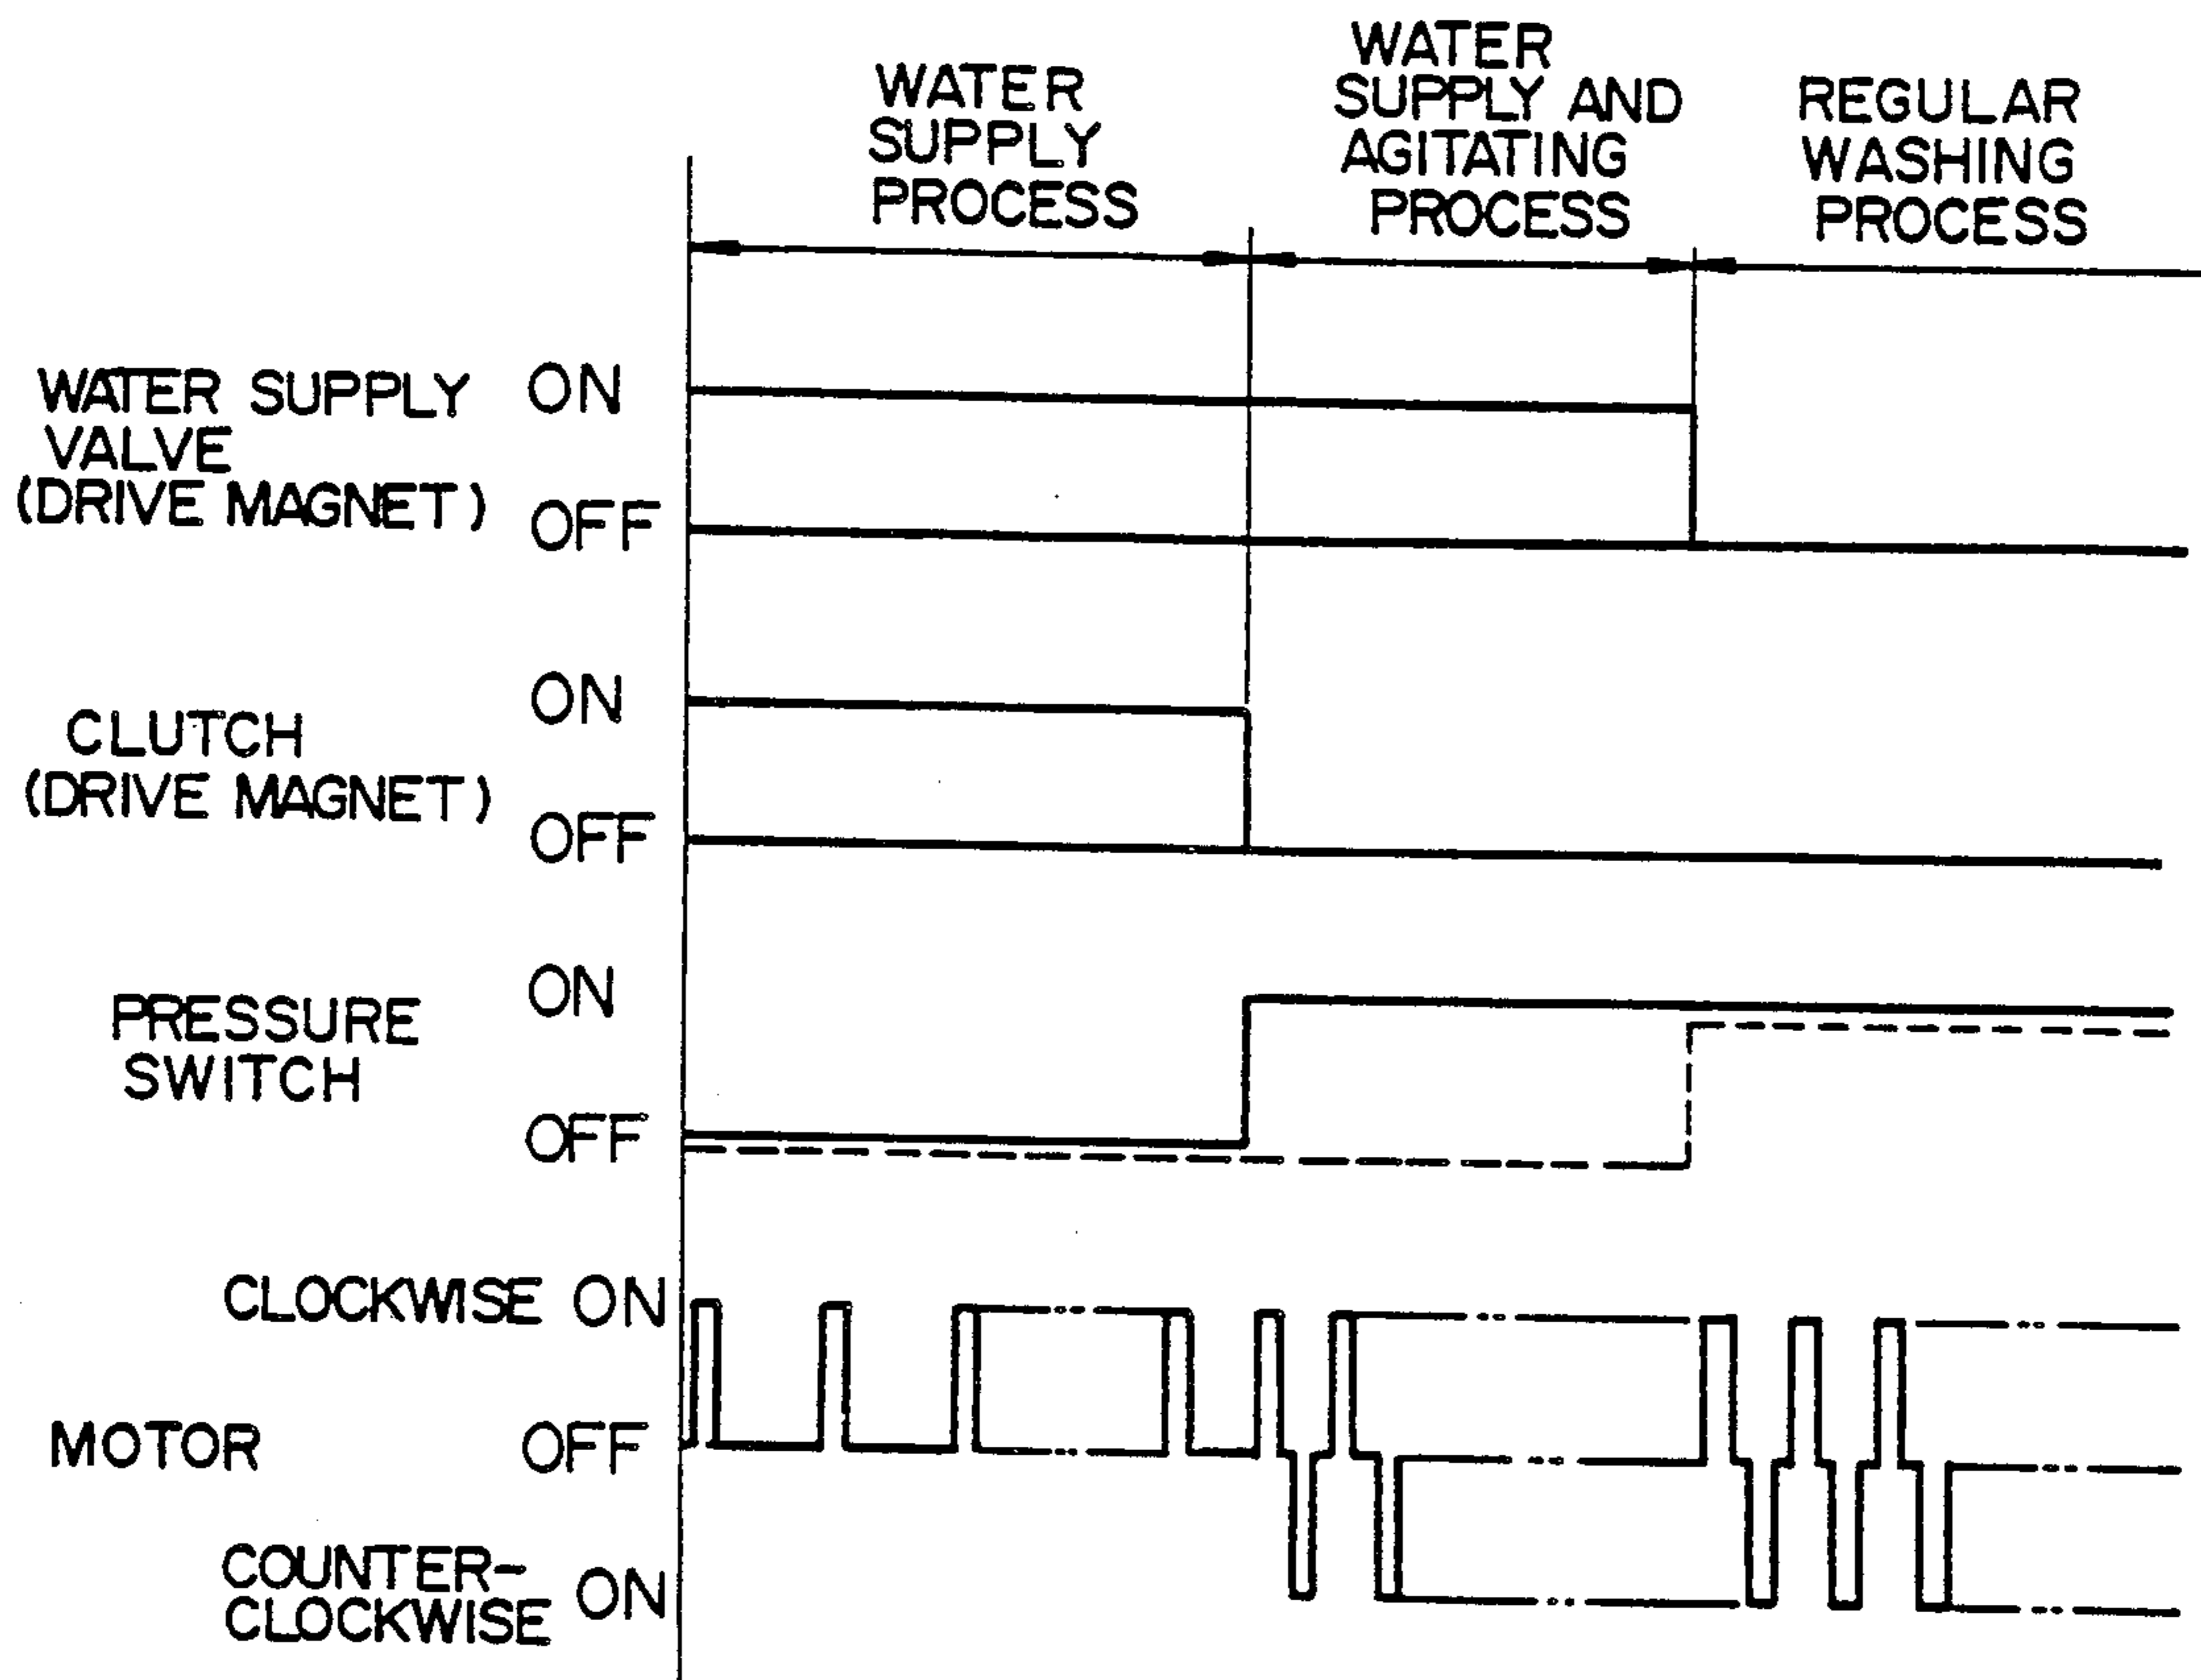 WATER
SUPPLY
PROCESS
WATER
SUPPLY AND
AGITATING
PROCESS
REGULAR
WASHING
PROCESS
WATER SUPPLY
VALVE
(DRIVE MAGNET)
ON
OFF
CLUTCH
(DRIVE MAGNET)
ON
OFF
PRESSURE
SWITCH
ON
OFF
CLOCKWISE ON
MOTOR OFF
COUNTER-
CLOCKWISE ON